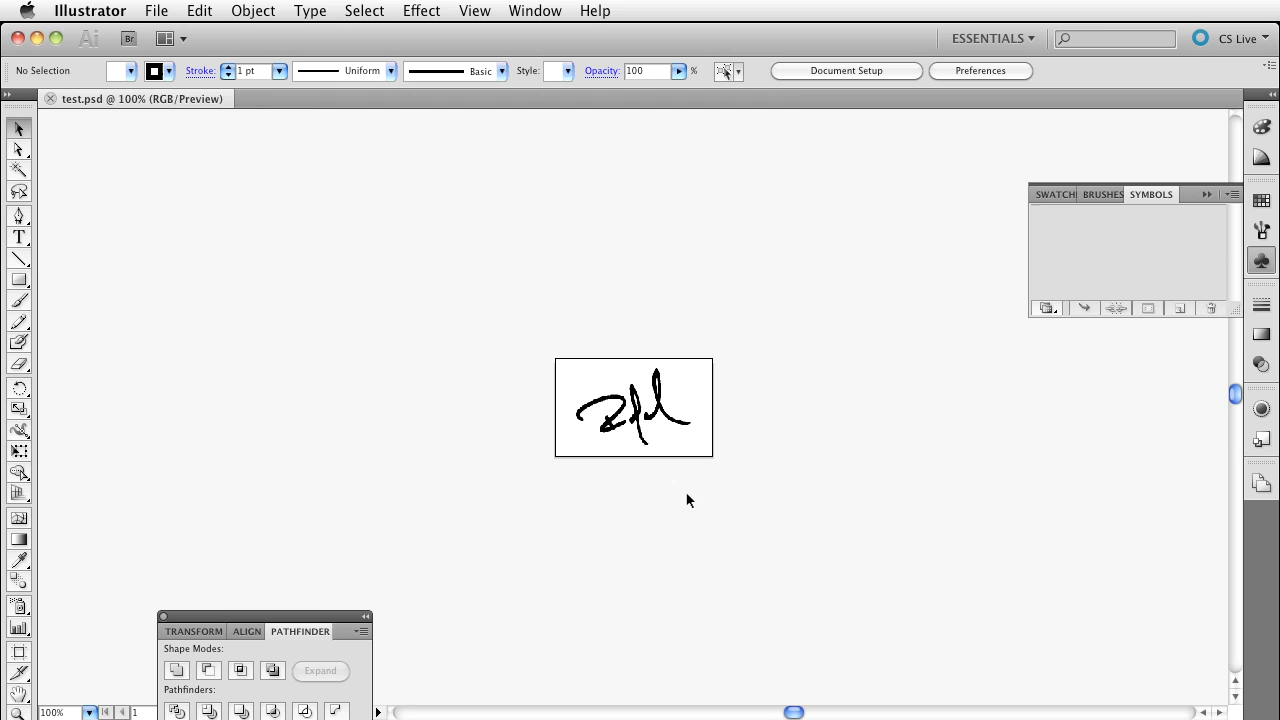 Illustrator File Edit Object Type Select Effect View Window Help
Ai Br ESSENTIALS CS Live
No Selection Stroke: 1 pt Uniform Basic Style: Opacity: 100 % Document Setup Preferences
test.psd @ 100% (RGB/Preview)
SWATCH BRUSHES SYMBOLS
TRANSFORM ALIGN PATHFINDER
Shape Modes:
Expand
Pathfinders:
100% 1